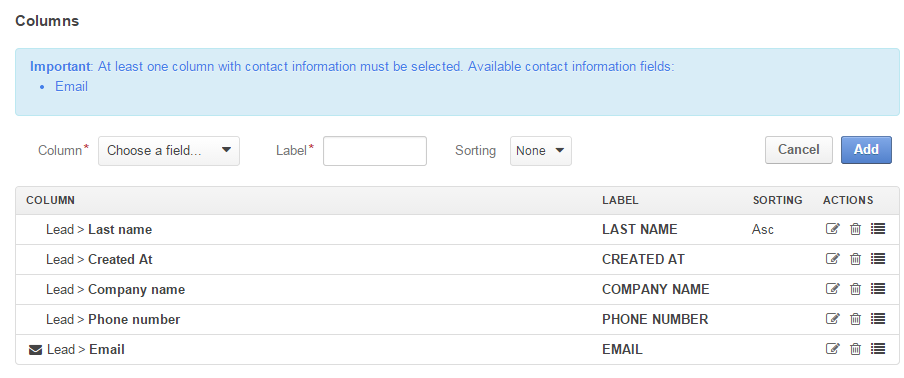 Columns
Important: At least one column with contact information must be selected. Available contact information fields:
• Email
Column* Choose a field... Label* Sorting None Cancel Add
COLUMN LABEL SORTING ACTIONS
Lead > Last name LAST NAME Asc
Lead > Created At CREATED AT
Lead > Company name COMPANY NAME
Lead > Phone number PHONE NUMBER
Lead > Email EMAIL